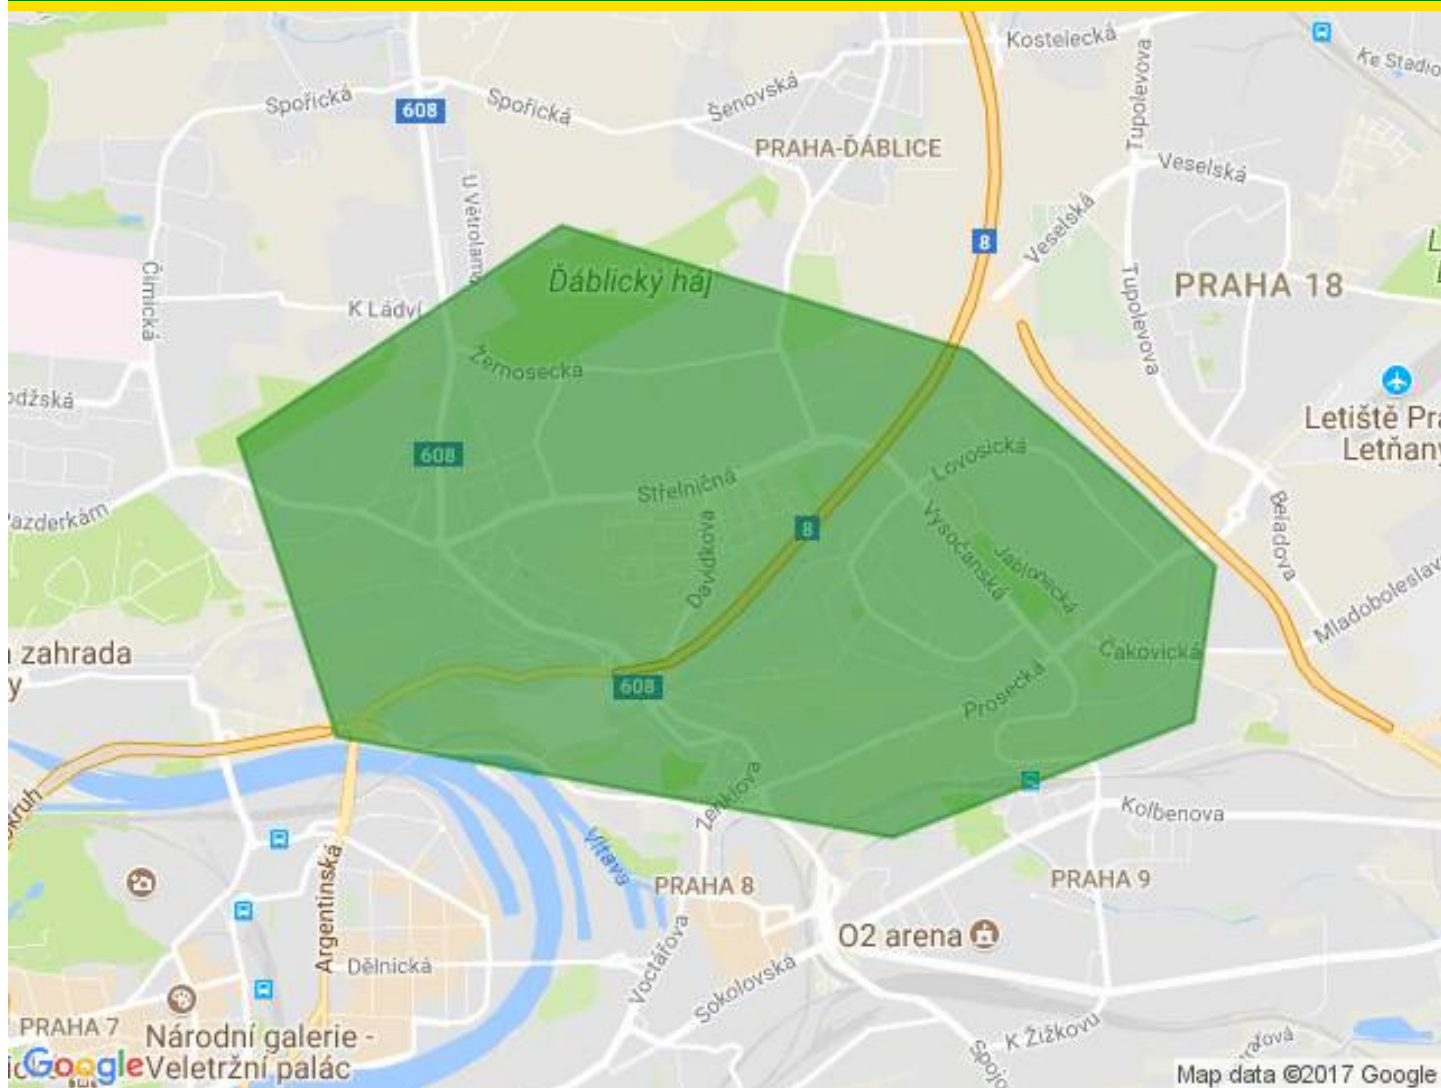 Kostelecká
Ke Stadio
Tupolevova
Spořická
608
Spořická
Šenovská
PRAHA-ĎÁBLICE
Veselská
U Větrolamu
Veselská
8
Čimická
Ďáblický háj
PRAHA 18
Tupolevova
K Ládví
Žernosecká
odžská
Letiště Pra
Letňany
608
Lovosická
Střelničná
Pazderkám
8
Vysočanská
Beladova
Davídkova
Jablonecká
Mladoboleslav
zahrada
y
Čakovická
608
Prosecká
okruh
Zenklova
Kolbenova
Vltava
PRAHA 8
PRAHA 9
Argentinská
O2 arena
Dělnická
Voctářova
Sokolovská
PRAHA 7
Národní galerie -
Veletržní palác
K Žižkovu
Spojo
Google
Map data ©2017 Google